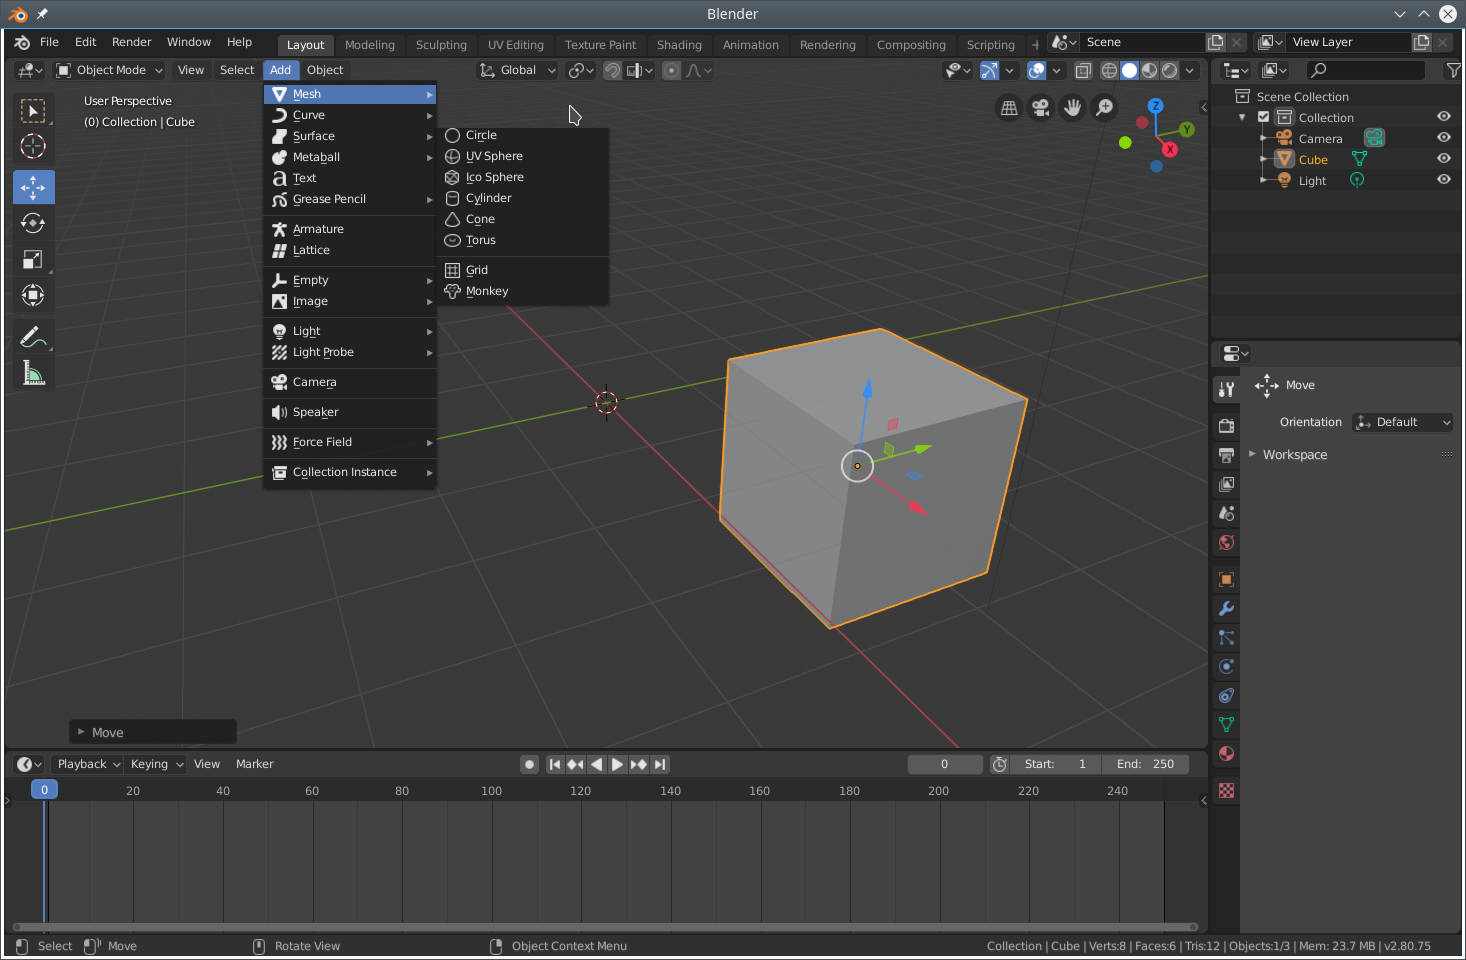 Blender
File Edit Render Window Help Layout Modeling Sculpting UV Editing Texture Paint Shading Animation Rendering Compositing Scripting Scene View Layer
Object Mode View Select Add Object Global
User Perspective
(0) Collection | Cube
Mesh
Curve
Surface
Metaball
Text
Grease Pencil
Armature
Lattice
Empty
Image
Light
Light Probe
Camera
Speaker
Force Field
Collection Instance
Circle
UV Sphere
Ico Sphere
Cylinder
Cone
Torus
Grid
Monkey
Z
Y
X
Scene Collection
Collection
Camera
Cube
Light
Move
Orientation Default
Workspace
Move
Playback Keying View Marker 0 Start: 1 End: 250
0 20 40 60 80 100 120 140 160 180 200 220 240
Select Move Rotate View Object Context Menu Collection | Cube | Verts:8 | Faces:6 | Tris:12 | Objects:1/3 | Mem: 23.7 MB | v2.80.75